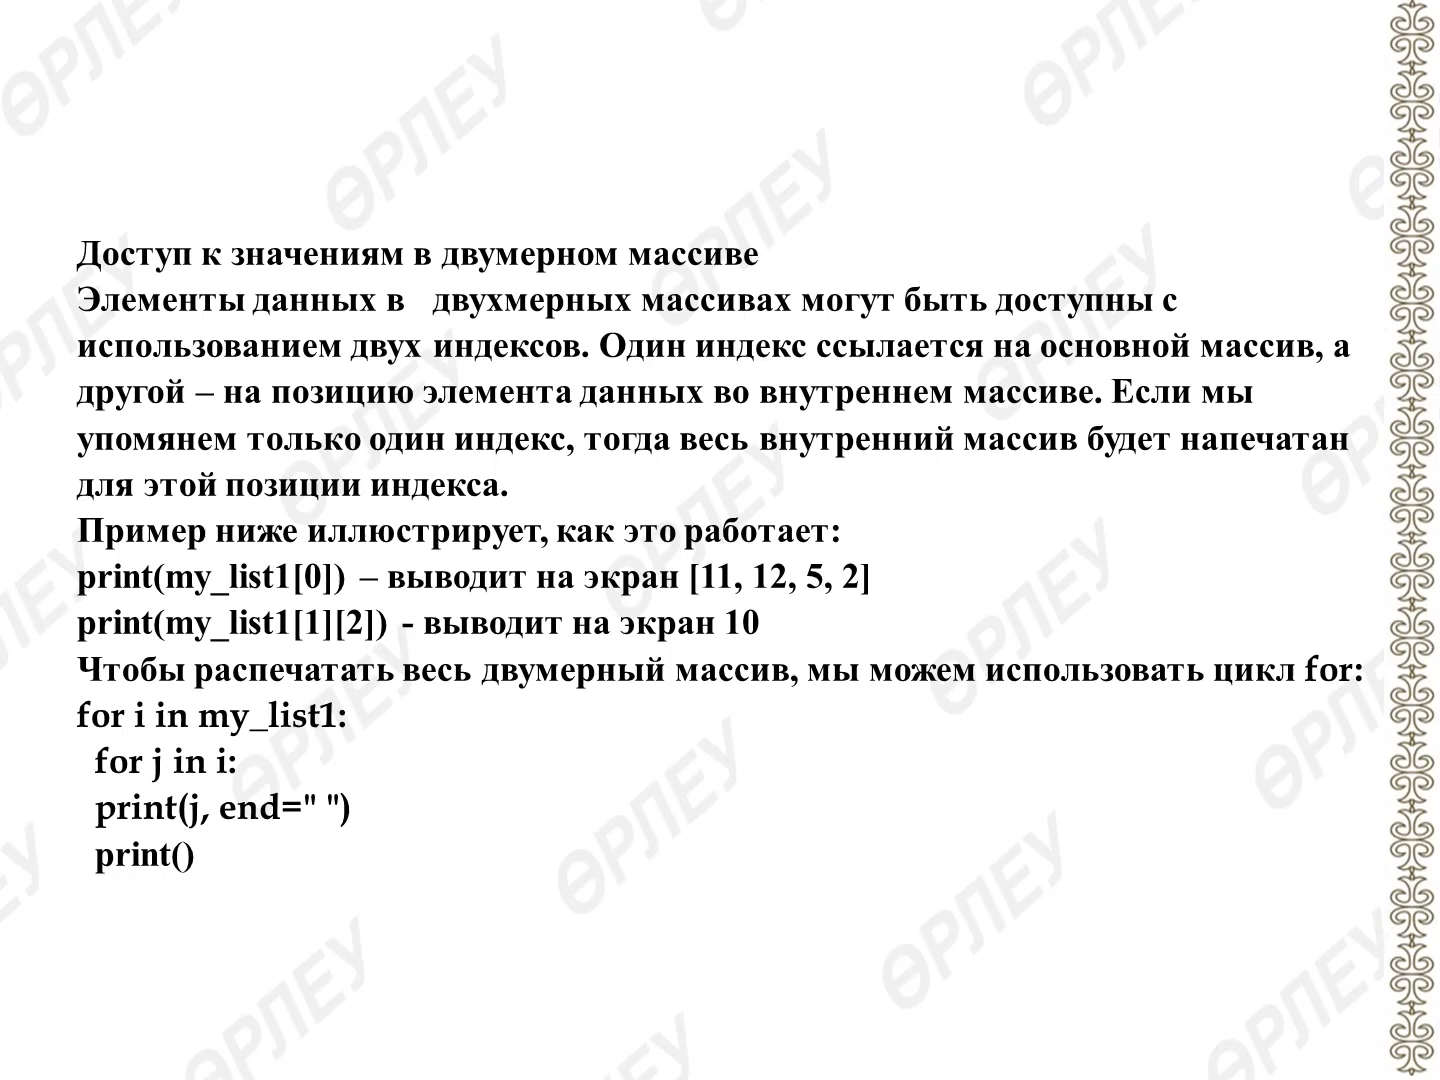 Доступ к значениям в двумерном массиве
Элементы данных в двухмерных массивах могут быть доступны с
использованием двух индексов. Один индекс ссылается на основной массив, а
другой – на позицию элемента данных во внутреннем массиве. Если мы
упомянем только один индекс, тогда весь внутренний массив будет напечатан
для этой позиции индекса.
Пример ниже иллюстрирует, как это работает:
print(my_list1[0]) – выводит на экран [11, 12, 5, 2]
print(my_list1[1][2]) - выводит на экран 10
Чтобы распечатать весь двумерный массив, мы можем использовать цикл for:
for i in my_list1:
for j in i:
print(j, end=" ")
print()
ӨРЛЕУ